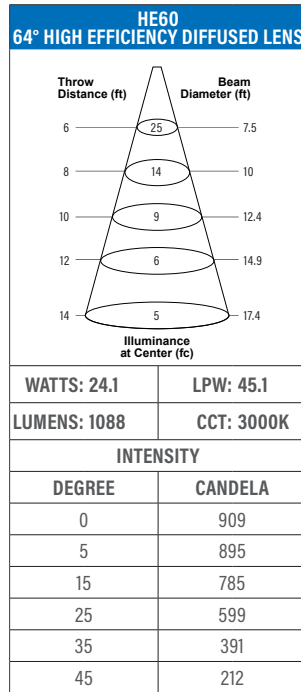 HE60
64° HIGH EFFICIENCY DIFFUSED LENS
Throw Beam
Distance (ft) Diameter (ft)
6 25 7.5
8 14 10
10 9 12.4
12 6 14.9
14 5 17.4
Illuminance
at Center (fc)
WATTS: 24.1 LPW: 45.1
LUMENS: 1088 CCT: 3000K
INTENSITY
DEGREE CANDELA
0 909
5 895
15 785
25 599
35 391
45 212